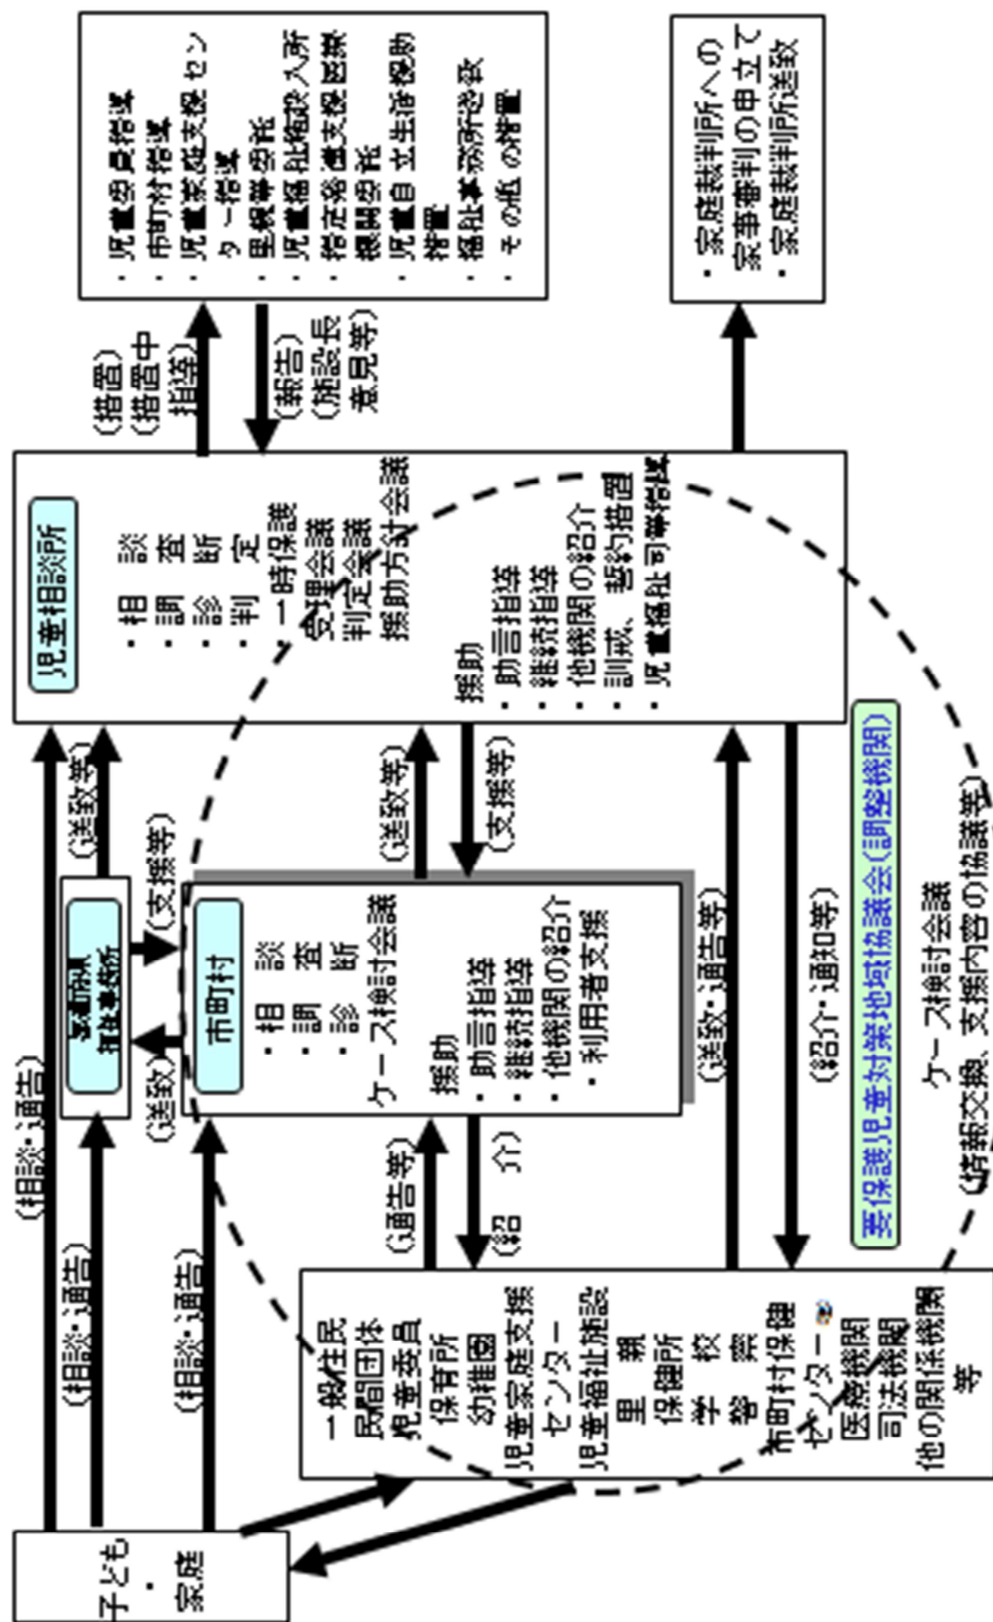 子ども
・
家庭
(相談・通告)
(相談・通告)
(相談・通告)
一般住民
民間団体
児童委員
保育所
幼稚園
児童家庭支援
センター
児童福祉施設
里　親
保健所
学　校
警　察
市町村保健
センター
医療機関
司法機関
他の関係機関
等
(通告等)
(紹　介)
(送致・通告等)
(紹介・通知等)
福祉事務所
(送致)
(支援等)
(送致等)
市町村
・相　談
・調　査
・診　断
ケース検討会議
援助
・助言指導
・継続指導
・他機関の紹介
・利用者支援
(送致等)
(支援等)
要保護児童対策地域協議会(調整機関)
ケース検討会議
(情報交換、支援内容の協議等)
児童相談所
・相　談
・調　査
・診　断
・判　定
・一時保護
受理会議
判定会議
援助方針会議
援助
・助言指導
・継続指導
・他機関の紹介
・訓戒、誓約措置
・児童福祉司等指導
(措置)
(措置中
指導)
(報告)
(施設長
意見等)
・児童委員指導
・市町村指導
・児童家庭支援セン
ター指導
・里親等委託
・児童福祉施設入所
・指定発達支援医療
機関委託
・児童自立生活援助
措置
・福祉事務所送致
・その他の措置
・家庭裁判所への
家事審判の申立て
・家庭裁判所送致